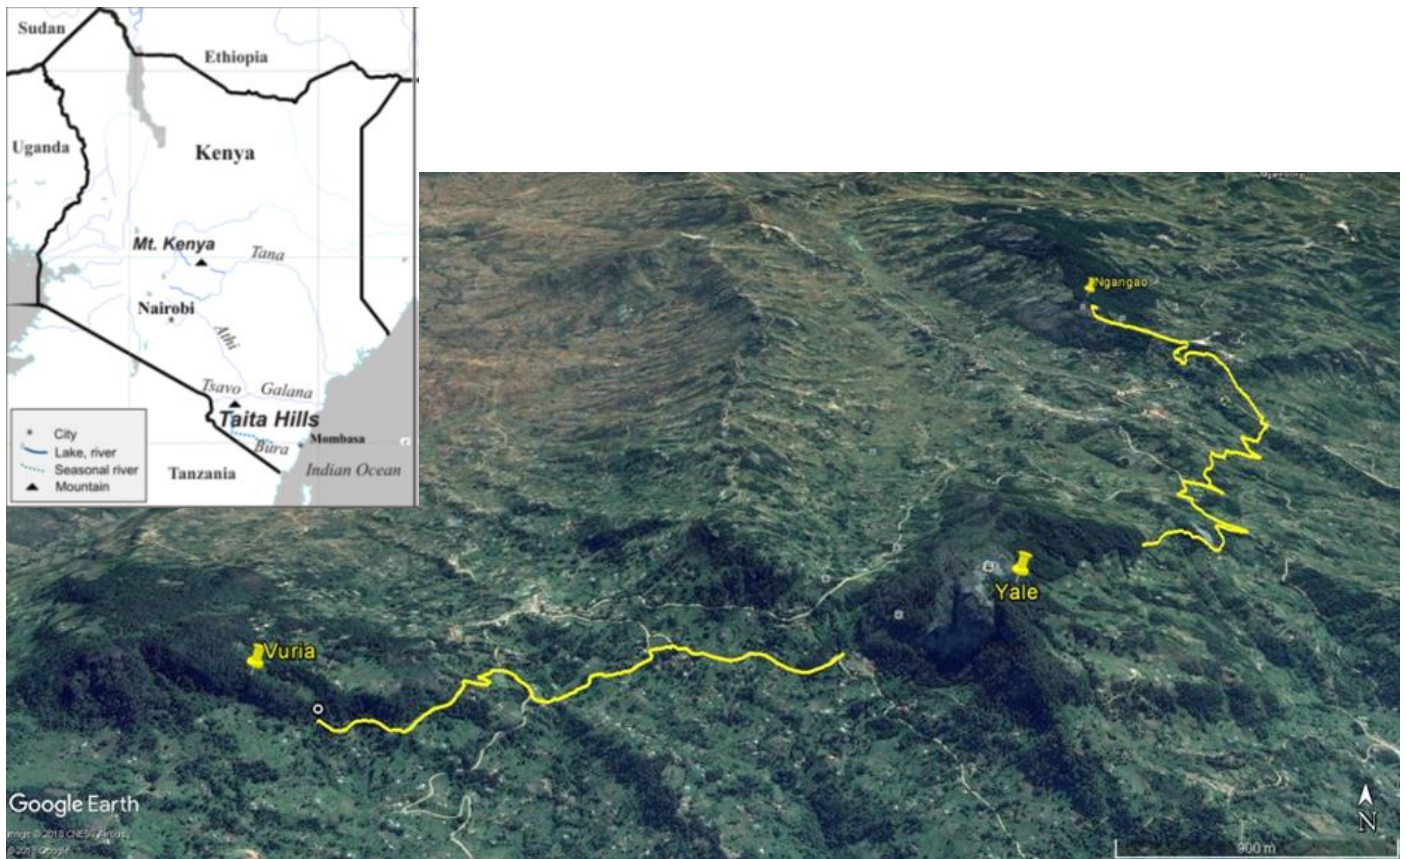 Sudan
Ethiopia
Uganda
Kenya
Mt. Kenya
Tana
Nairobi
Athi
Tsavo
Galana
Taita Hills
Mombasa
Bura
Indian Ocean
Tanzania
City
Lake, river
Seasonal river
Mountain
Ngangao
Yale
Vuria
Google Earth
N
900 m